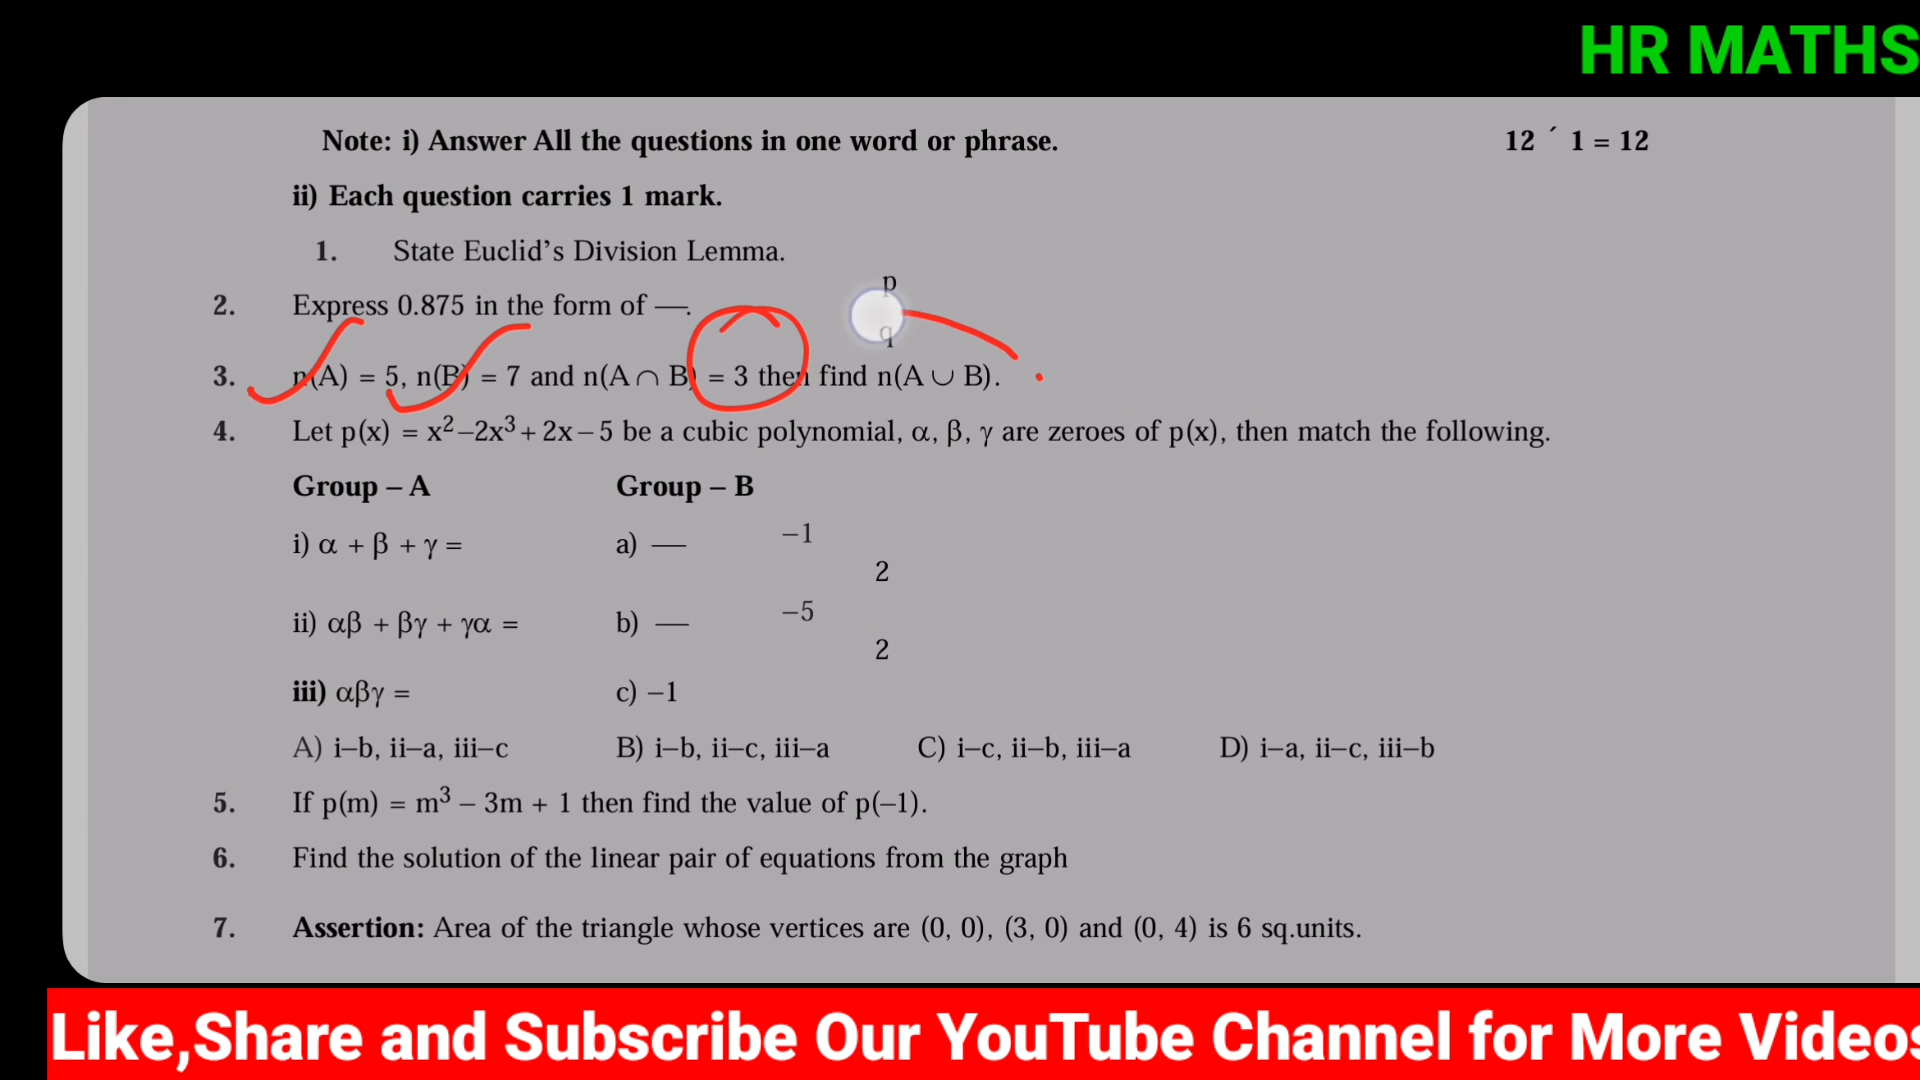 HR MATHS
Note: i) Answer All the questions in one word or phrase. 12 ´ 1 = 12
ii) Each question carries 1 mark.
1. State Euclid’s Division Lemma.
p
2. Express 0.875 in the form of —.
q
3. n(A) = 5, n(B) = 7 and n(A ∩ B) = 3 then find n(A ∪ B).
4. Let p(x) = x²–2x³ + 2x – 5 be a cubic polynomial, α, β, γ are zeroes of p(x), then match the following.
Group – A Group – B
i) α + β + γ = a) — –1
2
ii) αβ + βγ + γα = b) — –5
2
iii) αβγ = c) –1
A) i–b, ii–a, iii–c B) i–b, ii–c, iii–a C) i–c, ii–b, iii–a D) i–a, ii–c, iii–b
5. If p(m) = m³ – 3m + 1 then find the value of p(–1).
6. Find the solution of the linear pair of equations from the graph
7. Assertion: Area of the triangle whose vertices are (0, 0), (3, 0) and (0, 4) is 6 sq.units.
Like,Share and Subscribe Our YouTube Channel for More Videos